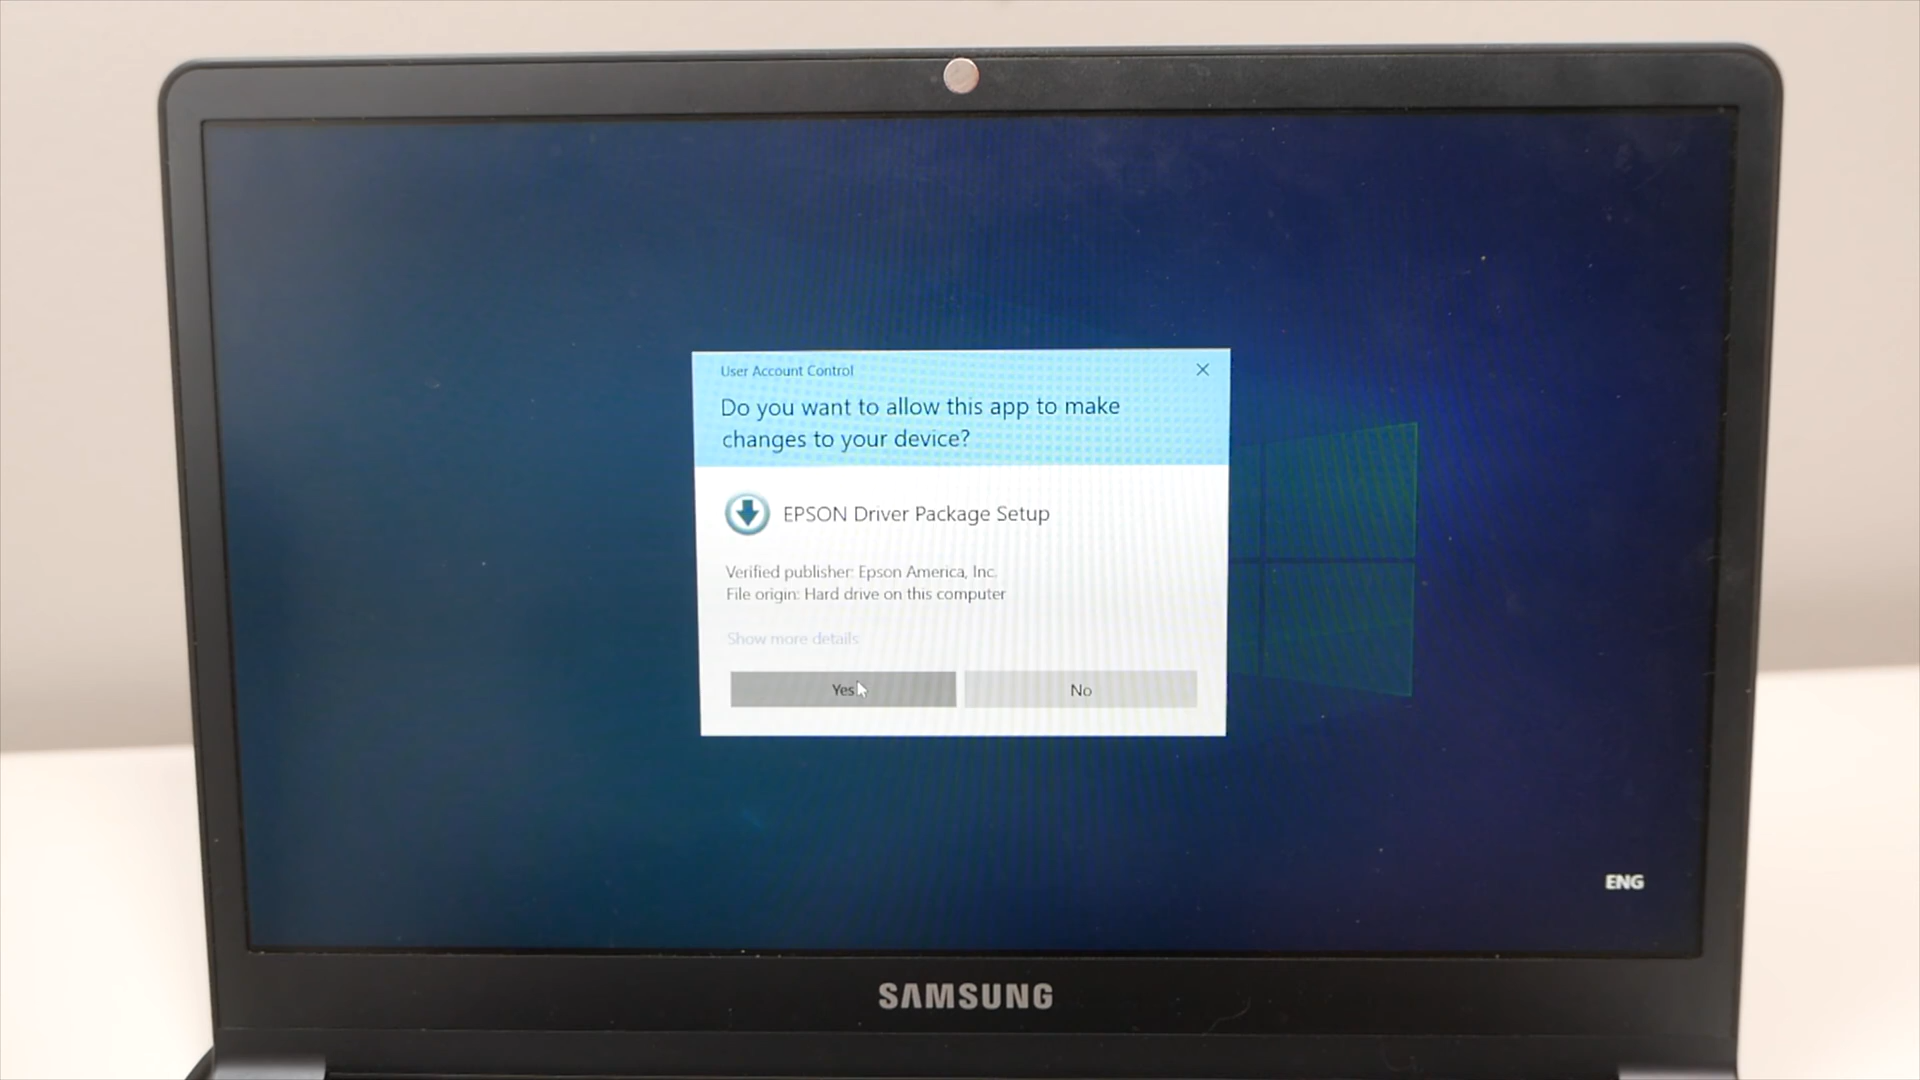 User Account Control
Do you want to allow this app to make
changes to your device?
EPSON Driver Package Setup
Verified publisher: Epson America, Inc.
File origin: Hard drive on this computer
Show more details
Yes
No
ENG
SAMSUNG